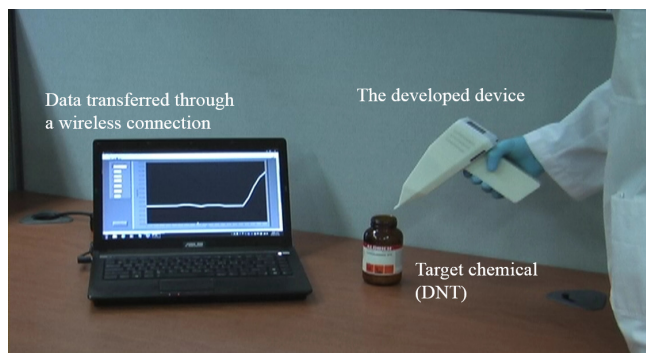 Data transferred through
a wireless connection
The developed device
ASUS
Target chemical
(DNT)